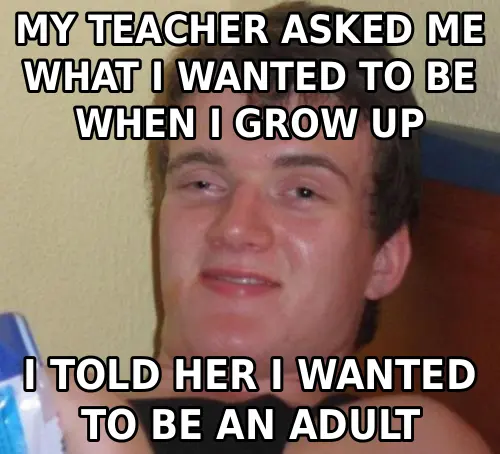 MY TEACHER ASKED ME
WHAT I WANTED TO BE
WHEN I GROW UP
I TOLD HER I WANTED
TO BE AN ADULT